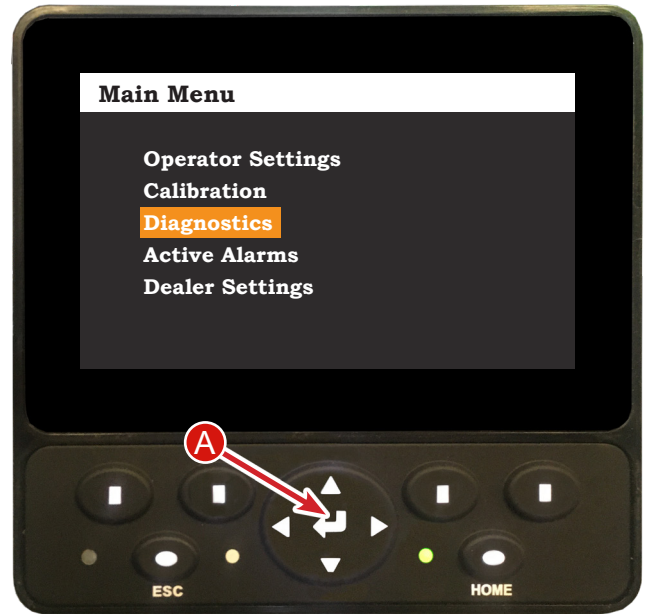 Main Menu
Operator Settings
Calibration
Diagnostics
Active Alarms
Dealer Settings
A
ESC
HOME